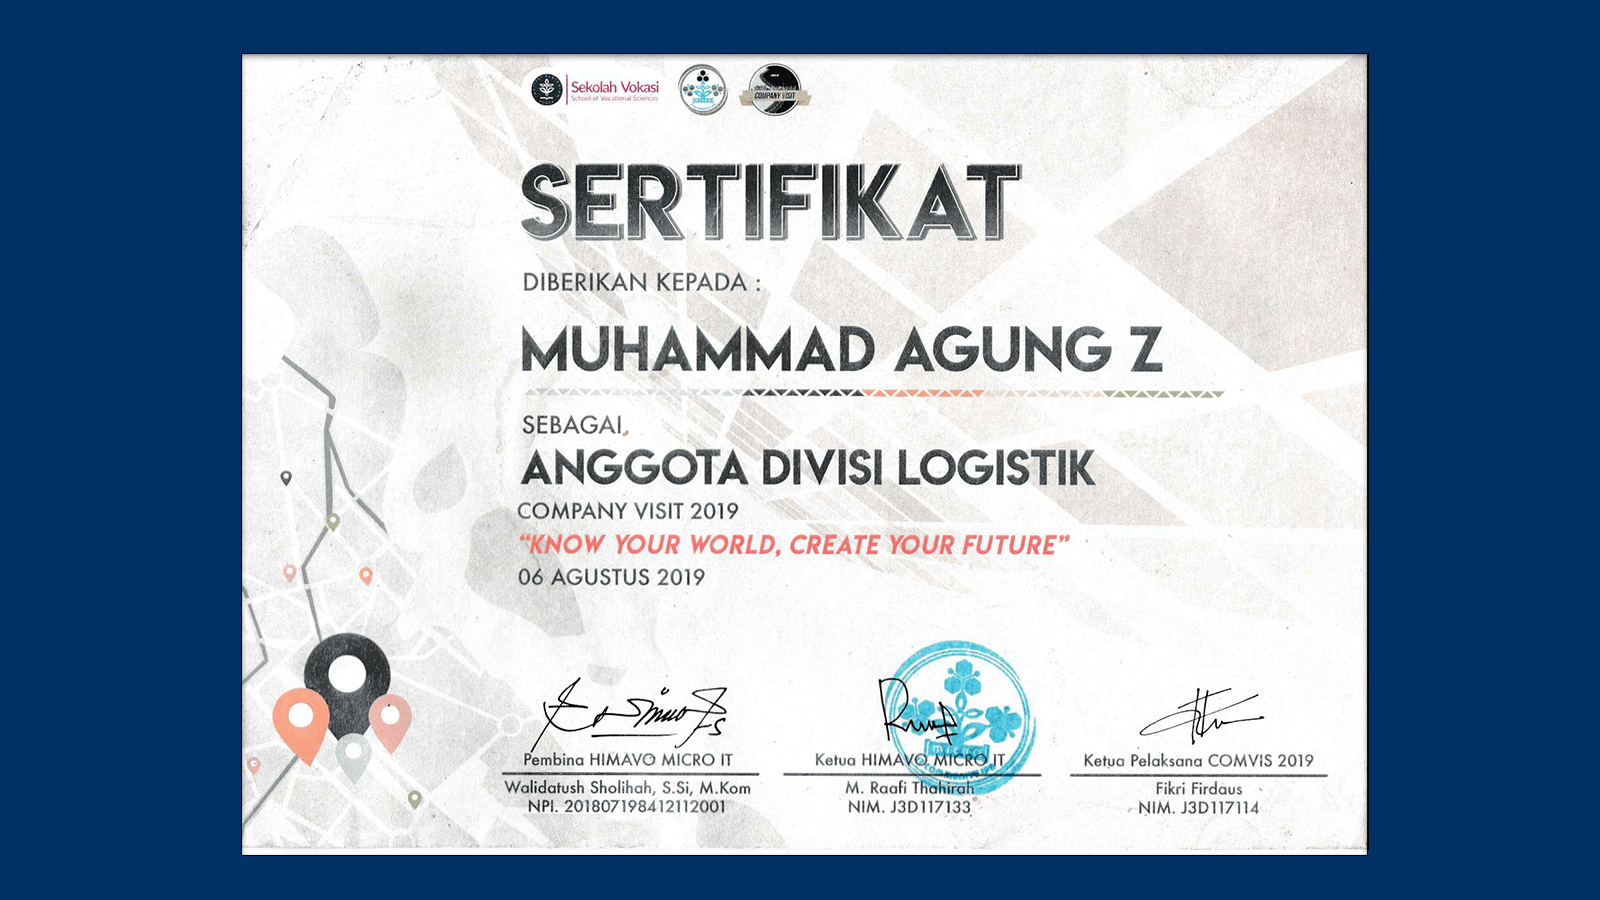 Sekolah Vokasi
School of Vocational Sciences
COMPANY VISIT
SERTIFIKAT
DIBERIKAN KEPADA :
MUHAMMAD AGUNG Z
SEBAGAI
ANGGOTA DIVISI LOGISTIK
COMPANY VISIT 2019
“KNOW YOUR WORLD, CREATE YOUR FUTURE”
06 AGUSTUS 2019
Pembina HIMAVO MICRO IT
Walidatush Sholihah, S.Si, M.Kom
NPI. 201807198412112001
Ketua HIMAVO MICRO IT
M. Raafi Thahirah
NIM. J3D117133
Ketua Pelaksana COMVIS 2019
Fikri Firdaus
NIM. J3D117114